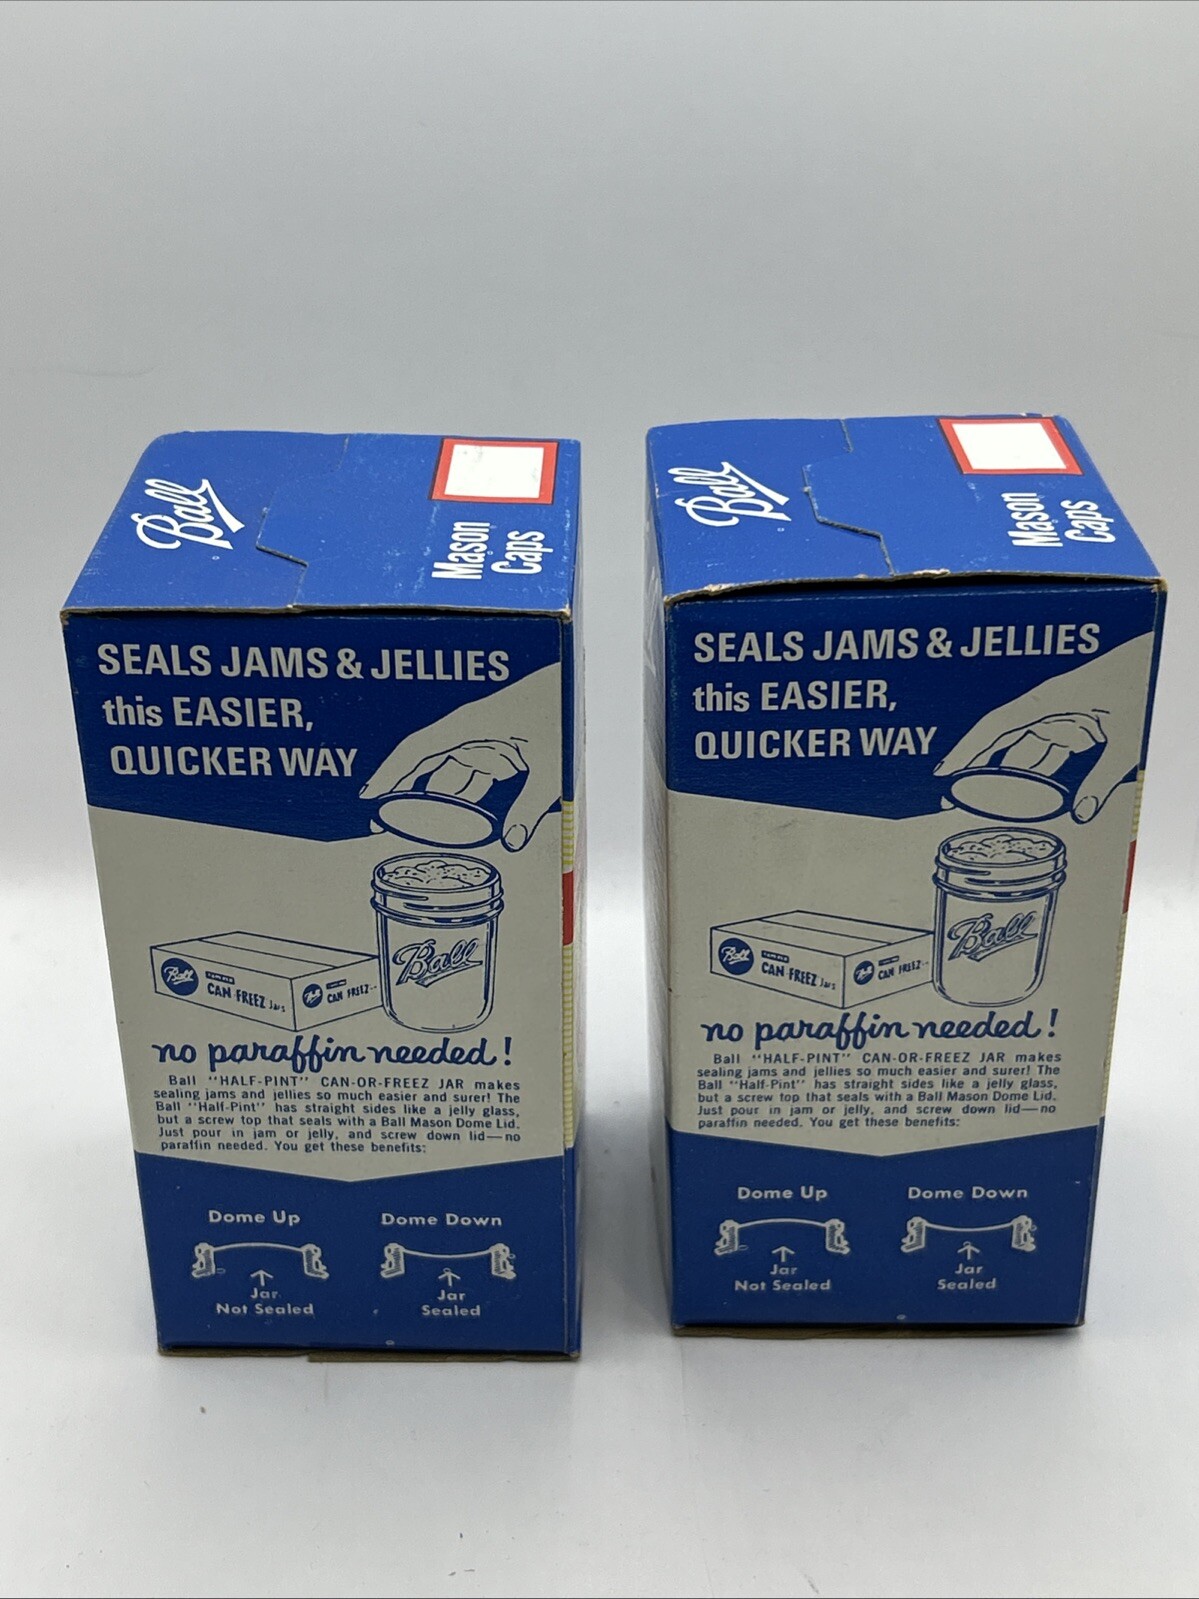 Ball
Mason
Caps
SEALS JAMS & JELLIES
this EASIER,
QUICKER WAY
Ball
CAN FREEZ JARS
CAN FREEZ
Ball
no paraffin needed!
Ball "HALF-PINT" CAN-OR-FREEZ JAR makes
sealing jams and jellies so much easier and surer! The
Ball "Half-Pint" has straight sides like a jelly glass,
but a screw top that seals with a Ball Mason Dome Lid.
Just pour in jam or jelly, and screw down lid—no
paraffin needed. You get these benefits:
Dome Up
Dome Down
Jar
Not Sealed
Jar
Sealed
Ball
Mason
Caps
SEALS JAMS & JELLIES
this EASIER,
QUICKER WAY
Ball
CAN-FREEZ JARS
Ball
CAN FREEZ
Ball
no paraffin needed!
Ball "HALF-PINT" CAN-OR-FREEZ JAR makes
sealing jams and jellies so much easier and surer! The
Ball "Half-Pint" has straight sides like a jelly glass,
but a screw top that seals with a Ball Mason Dome Lid.
Just pour in jam or jelly, and screw down lid—no
paraffin needed. You get these benefits:
Dome Up
Dome Down
Jar
Not Sealed
Jar
Sealed